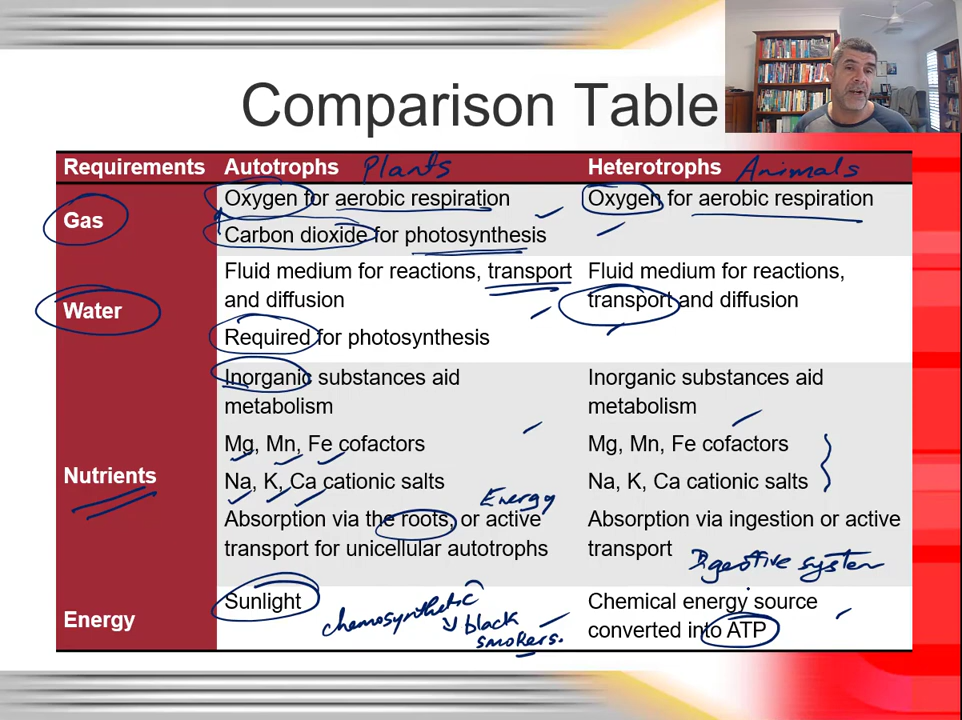 Comparison Table
Requirements Autotrophs Plants Heterotrophs Animals
Gas
Oxygen for aerobic respiration
Carbon dioxide for photosynthesis
Oxygen for aerobic respiration
Water
Fluid medium for reactions, transport
and diffusion
Required for photosynthesis
Fluid medium for reactions,
transport and diffusion
Nutrients
Inorganic substances aid
metabolism
Mg, Mn, Fe cofactors
Na, K, Ca cationic salts
Energy
Absorption via the roots, or active
transport for unicellular autotrophs
Inorganic substances aid
metabolism
Mg, Mn, Fe cofactors
Na, K, Ca cationic salts
Absorption via ingestion or active
transport
Digestive system
Energy
Sunlight
chemosynthetic
black
smokers.
Chemical energy source
converted into ATP